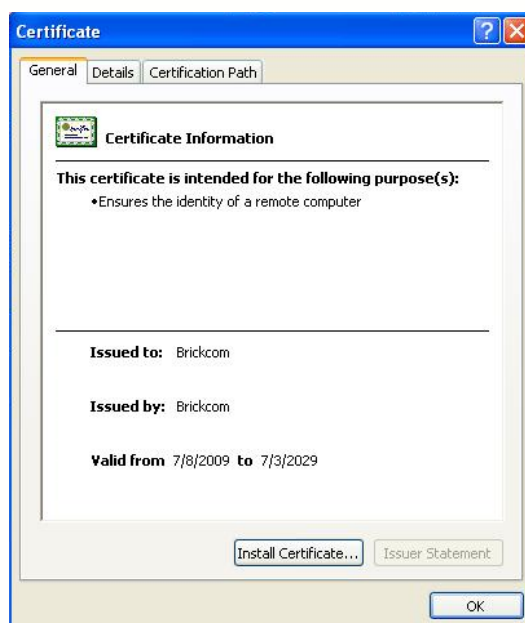 Certificate
General Details Certification Path
Certificate Information
This certificate is intended for the following purpose(s):
•Ensures the identity of a remote computer
Issued to: Brickcom
Issued by: Brickcom
Valid from 7/8/2009 to 7/3/2029
Install Certificate... Issuer Statement
OK